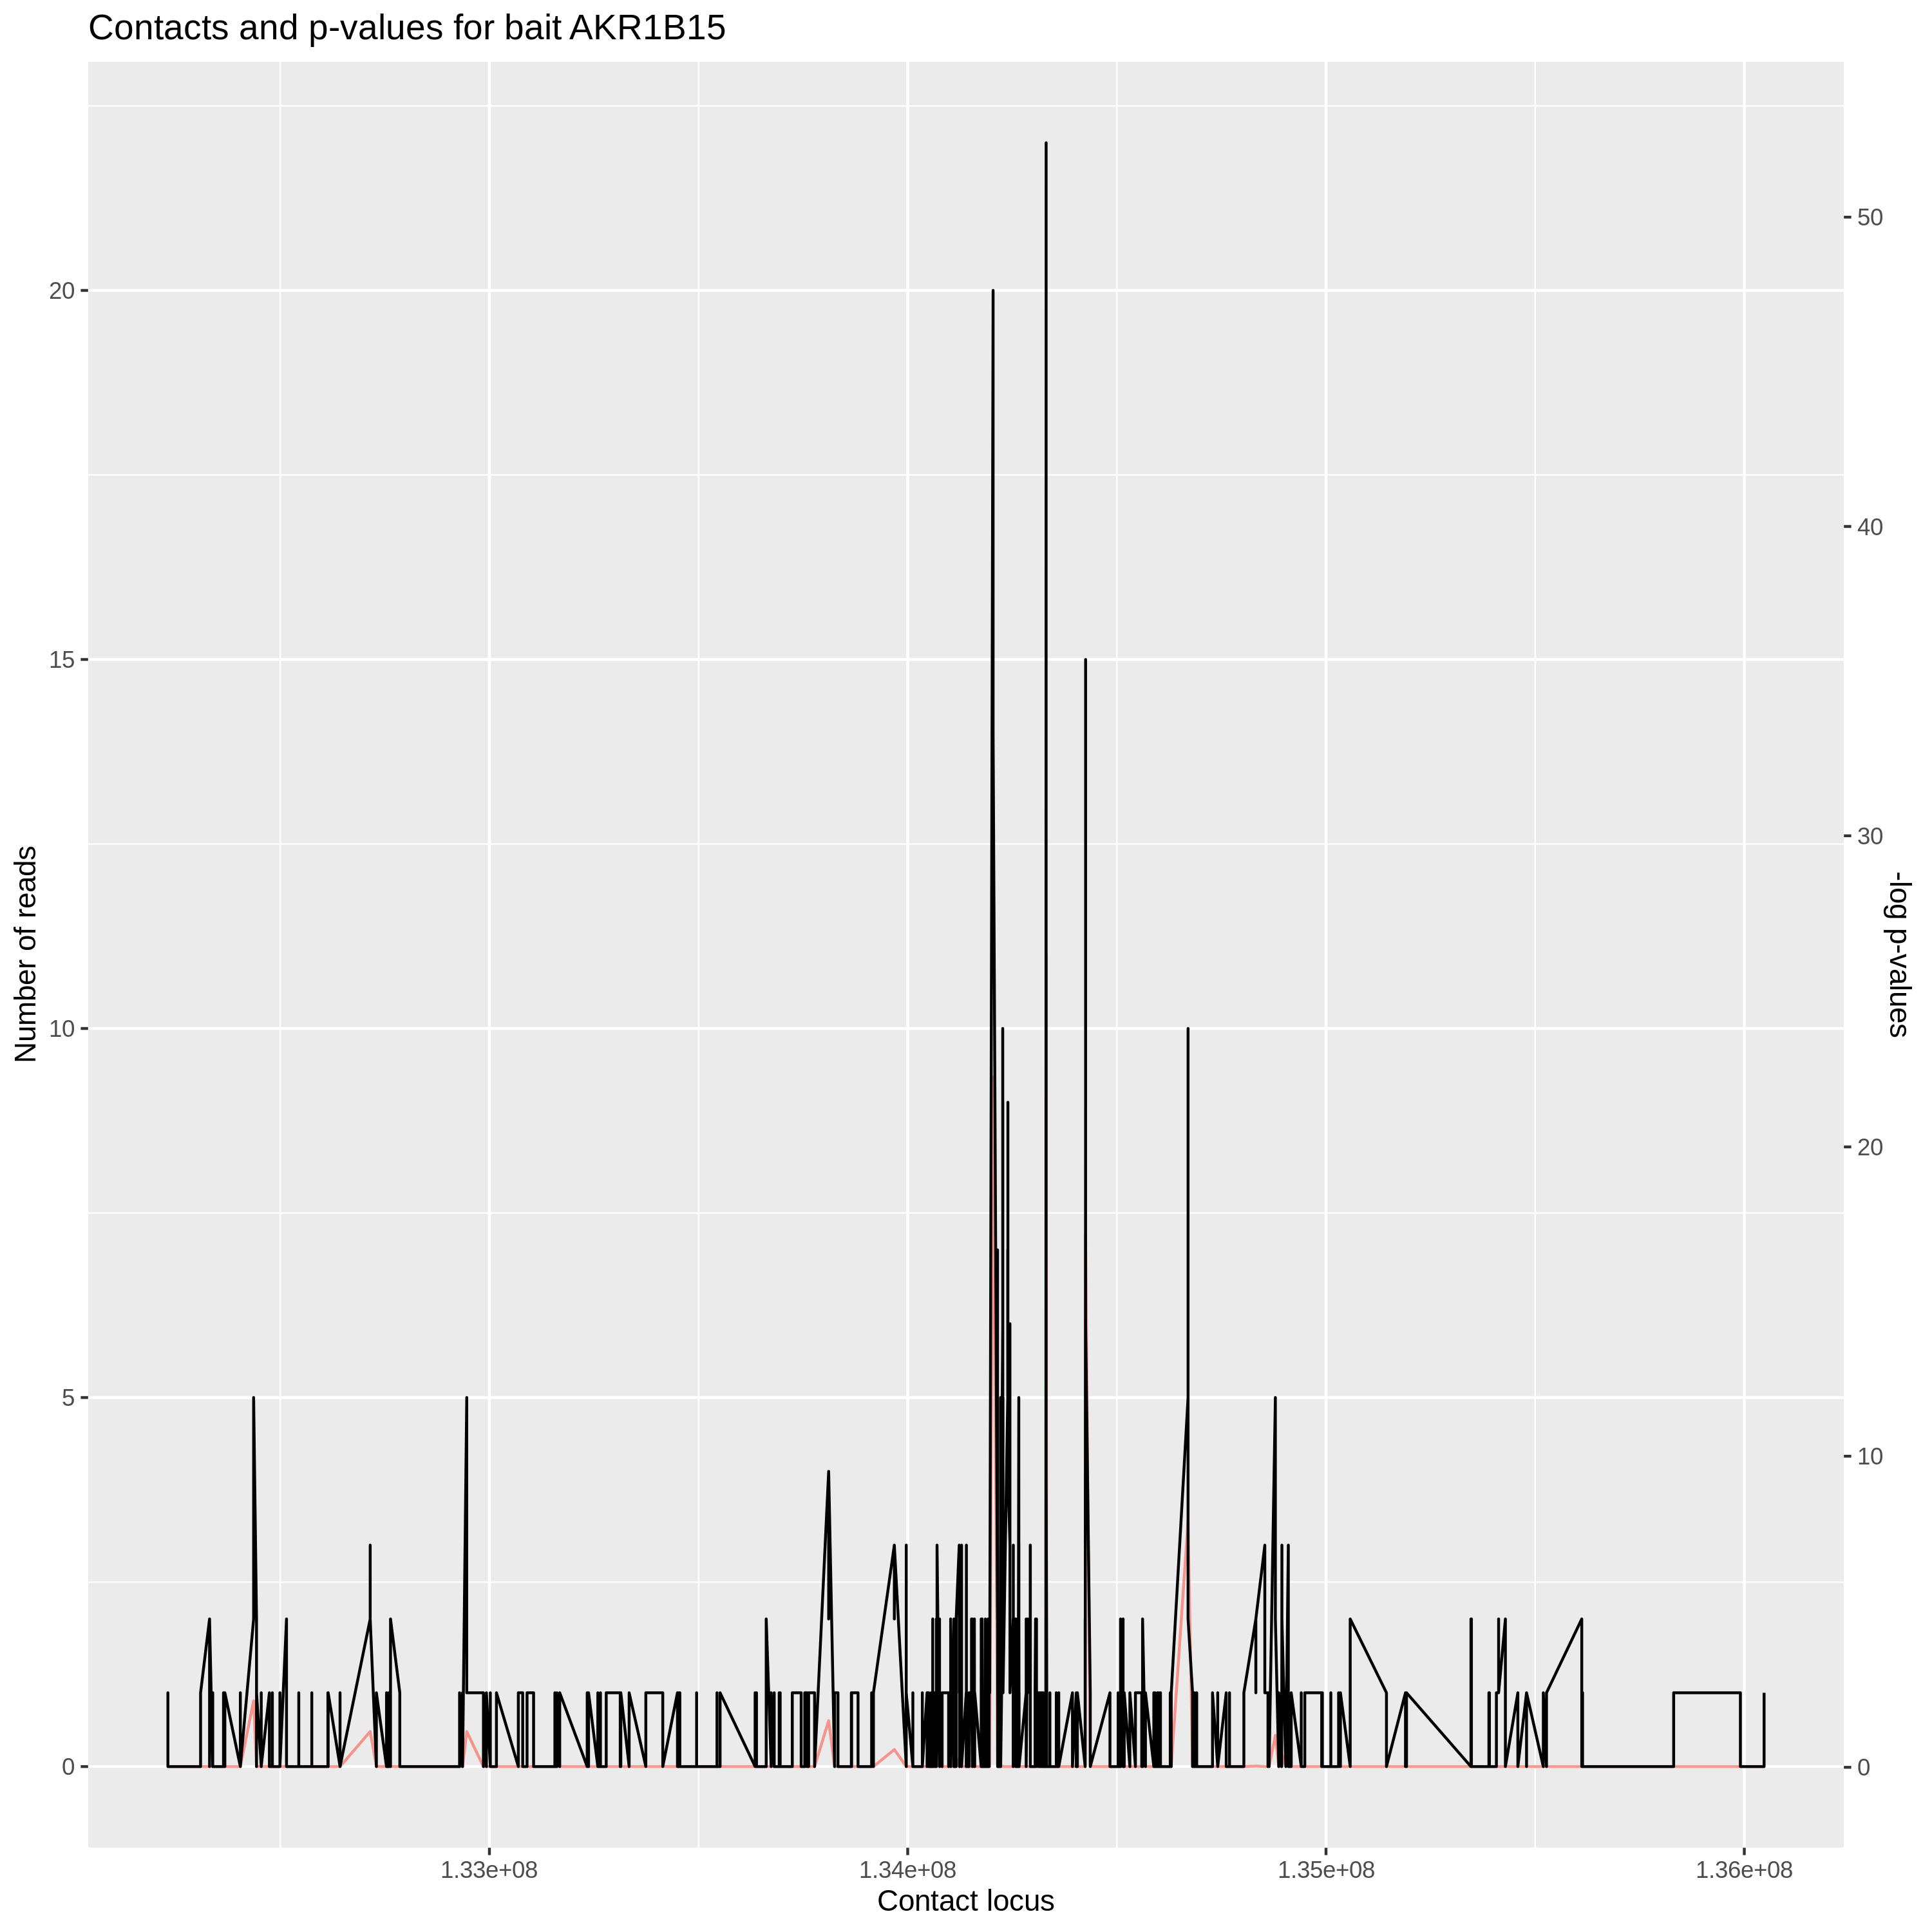 Contacts and p-values for bait AKR1B15
Number of reads
20
15
10
5
0
50
40
30
20
10
0
-log p-values
1.33e+08
1.34e+08
1.35e+08
1.36e+08
Contact locus